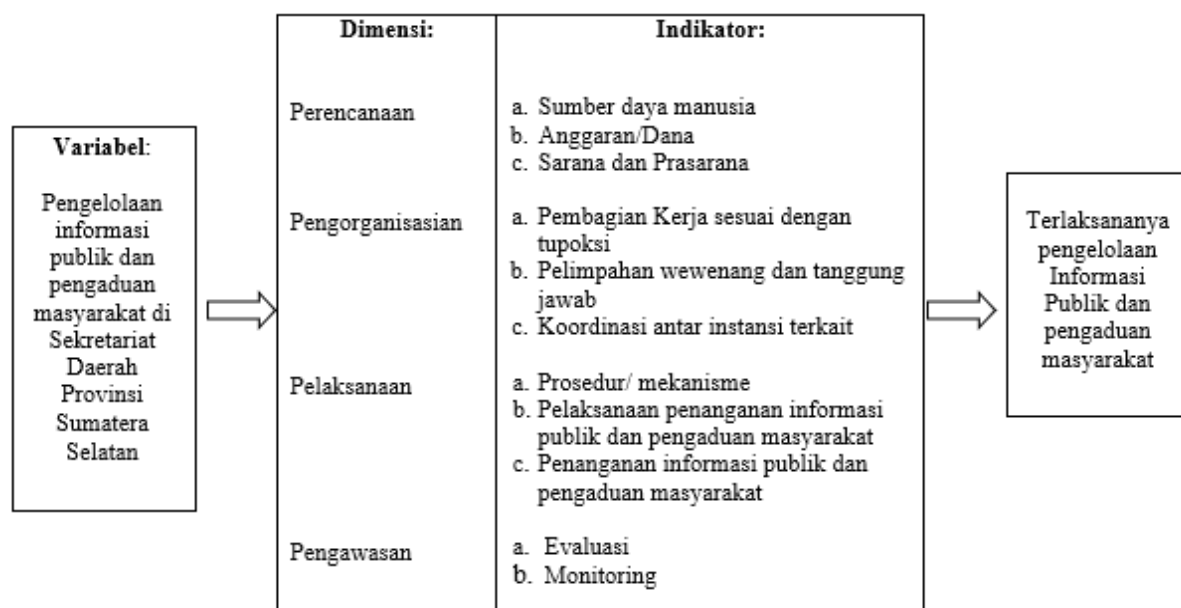 Variabel:
Pengelolaan
informasi
publik dan
pengaduan
masyarakat di
Sekretariat
Daerah
Provinsi
Sumatera
Selatan
Dimensi:
Indikator:
Perencanaan
a. Sumber daya manusia
b. Anggaran/Dana
c. Sarana dan Prasarana
Pengorganisasian
a. Pembagian Kerja sesuai dengan
tupoksi
b. Pelimpahan wewenang dan tanggung
jawab
c. Koordinasi antar instansi terkait
Pelaksanaan
a. Prosedur/ mekanisme
b. Pelaksanaan penanganan informasi
publik dan pengaduan masyarakat
c. Penanganan informasi publik dan
pengaduan masyarakat
Pengawasan
a. Evaluasi
b. Monitoring
Terlaksananya
pengelolaan
Informasi
Publik dan
pengaduan
masyarakat